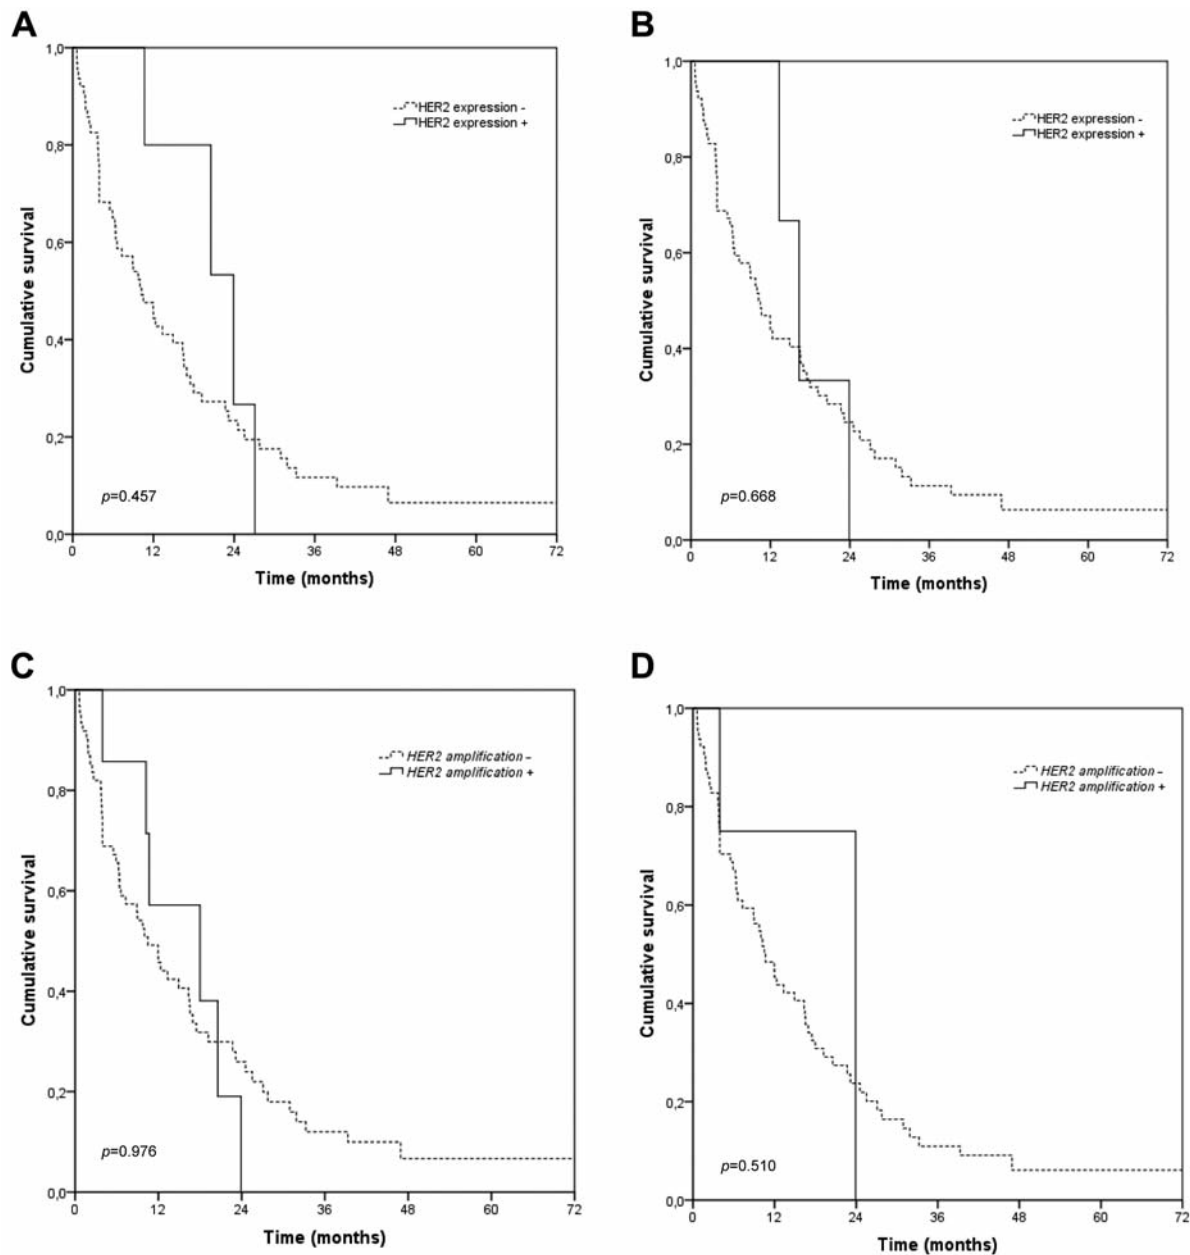 A
1,0
0,8
0,6
0,4
0,2
0,0
Cumulative survival
HER2 expression -
HER2 expression +
p=0.457
0 12 24 36 48 60 72
Time (months)
B
1,0
0,8
0,6
0,4
0,2
0,0
Cumulative survival
HER2 expression -
HER2 expression +
p=0.668
0 12 24 36 48 60 72
Time (months)
C
1,0
0,8
0,6
0,4
0,2
0,0
Cumulative survival
HER2 amplification -
HER2 amplification +
p=0.976
0 12 24 36 48 60 72
Time (months)
D
1,0
0,8
0,6
0,4
0,2
0,0
Cumulative survival
HER2 amplification -
HER2 amplification +
p=0.510
0 12 24 36 48 60 72
Time (months)